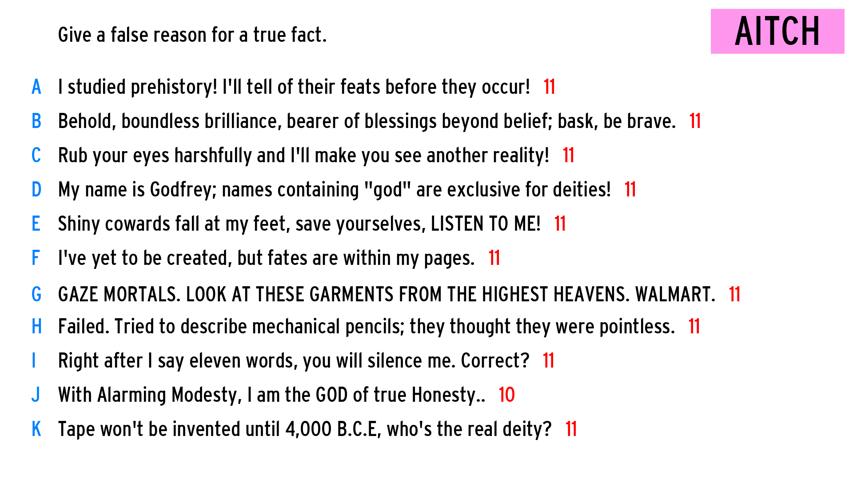 Give a false reason for a true fact.
AITCH
A I studied prehistory! I'll tell of their feats before they occur! 11
B Behold, boundless brilliance, bearer of blessings beyond belief; bask, be brave. 11
C Rub your eyes harshfully and I'll make you see another reality! 11
D My name is Godfrey; names containing "god" are exclusive for deities! 11
E Shiny cowards fall at my feet, save yourselves, LISTEN TO ME! 11
F I've yet to be created, but fates are within my pages. 11
G GAZE MORTALS. LOOK AT THESE GARMENTS FROM THE HIGHEST HEAVENS. WALMART. 11
H Failed. Tried to describe mechanical pencils; they thought they were pointless. 11
I Right after I say eleven words, you will silence me. Correct? 11
J With Alarming Modesty, I am the GOD of true Honesty.. 10
K Tape won't be invented until 4,000 B.C.E, who's the real deity? 11